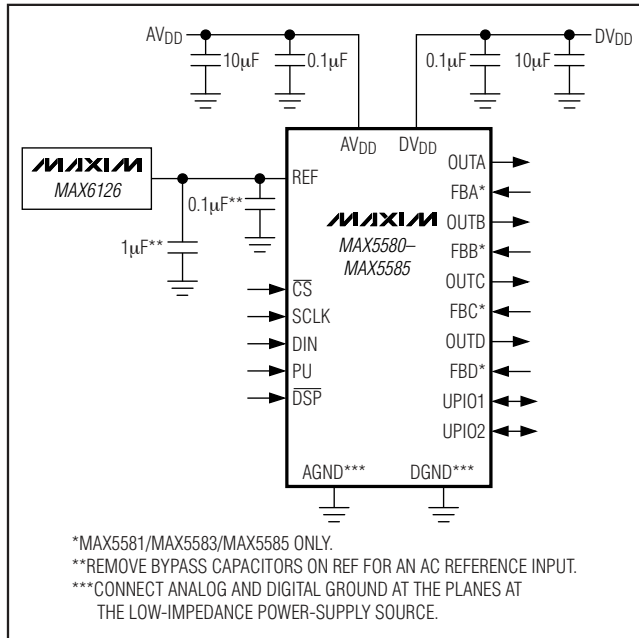 AVDD
10µF
0.1µF
0.1µF
10µF
DVDD
AVDD
DVDD
MAXIM
MAX6126
REF
0.1µF**
1µF**
MAXIM
MAX5580–
MAX5585
CS
SCLK
DIN
PU
DSP
OUTA
FBA*
OUTB
FBB*
OUTC
FBC*
OUTD
FBD*
UPIO1
UPIO2
AGND***
DGND***
*MAX5581/MAX5583/MAX5585 ONLY.
**REMOVE BYPASS CAPACITORS ON REF FOR AN AC REFERENCE INPUT.
***CONNECT ANALOG AND DIGITAL GROUND AT THE PLANES AT
THE LOW-IMPEDANCE POWER-SUPPLY SOURCE.